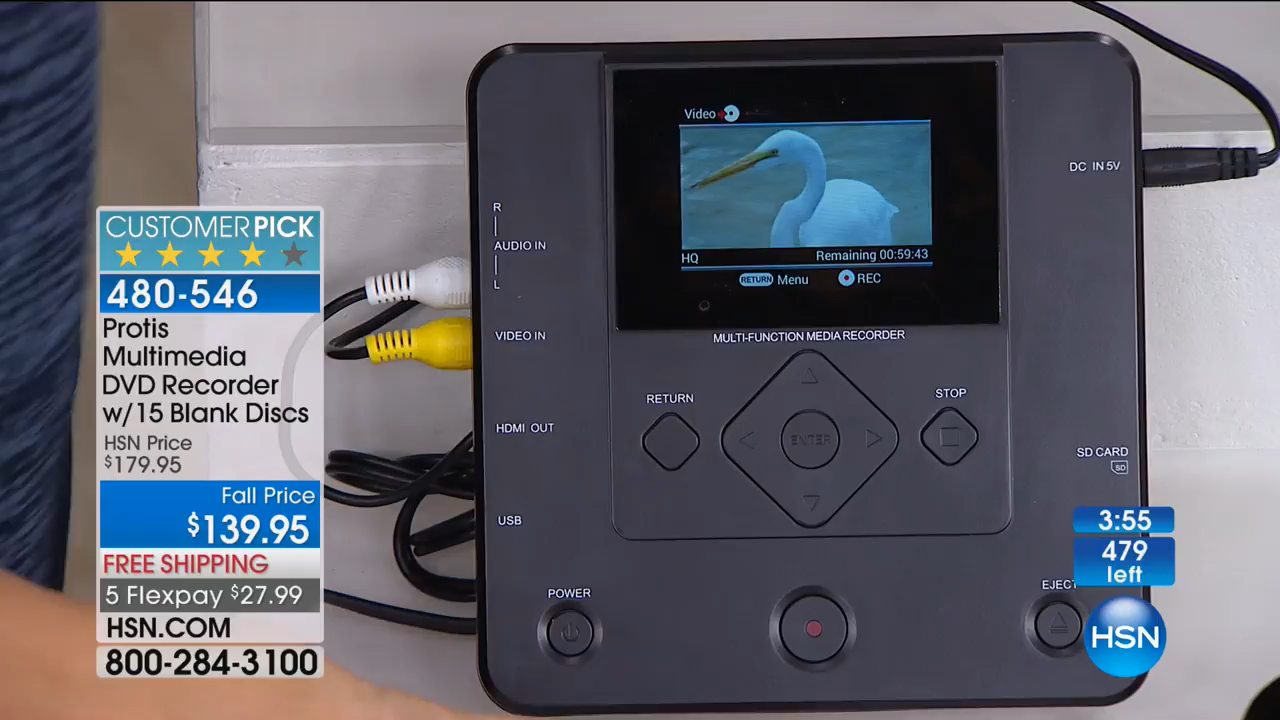 CUSTOMER PICK
480-546
Protis
Multimedia
DVD Recorder
w/15 Blank Discs
HSN Price
$179.95
Fall Price
$139.95
FREE SHIPPING
5 Flexpay $27.99
HSN.COM
800-284-3100
Video
HQ
Remaining 00:59:43
RETURN Menu
REC
MULTI-FUNCTION MEDIA RECORDER
R
AUDIO IN
L
VIDEO IN
HDMI OUT
USB
RETURN
ENTER
STOP
DC IN 5V
SD CARD
SD
POWER
EJECT
3:55
479
left
HSN